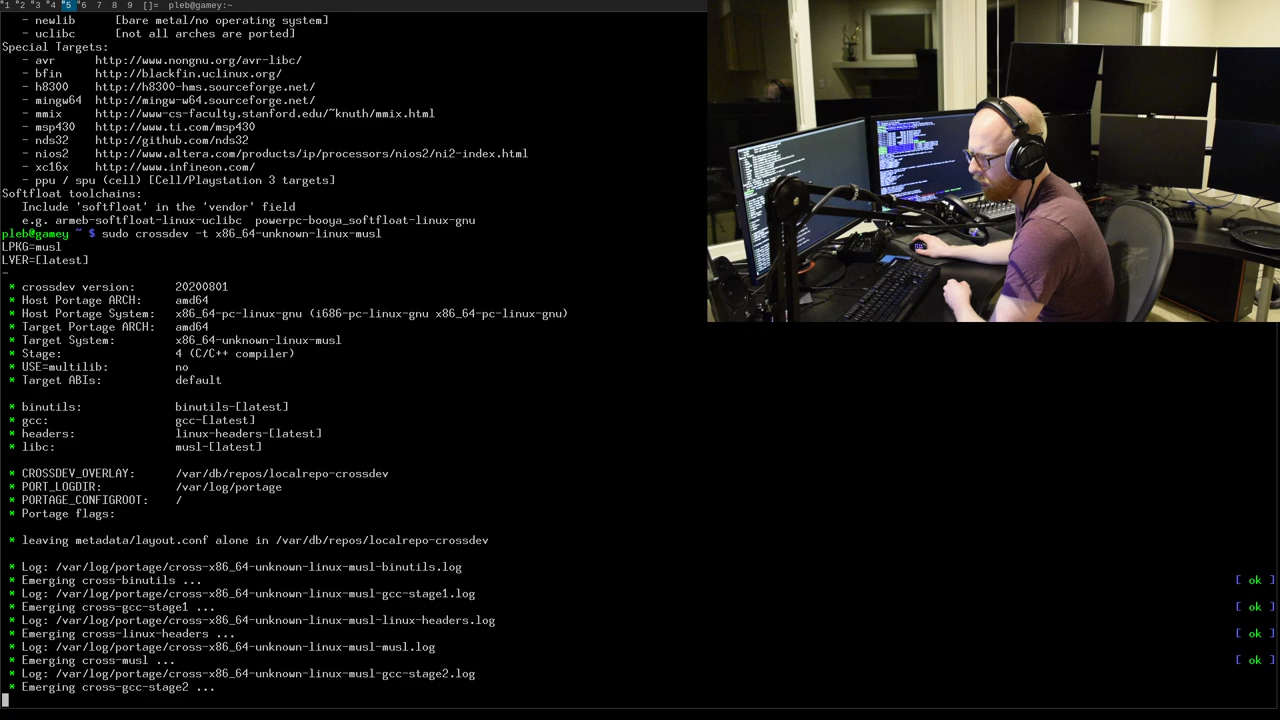 1 2 3 4 5 6 7 8 9 []= pleb@gamey:~
- newlib [bare metal/no operating system]
- uclibc [not all arches are ported]
Special Targets:
- avr http://www.nongnu.org/avr-libc/
- bfin http://blackfin.uclinux.org/
- h8300 http://h8300-hms.sourceforge.net/
- mingw64 http://mingw-w64.sourceforge.net/
- mmix http://www-cs-faculty.stanford.edu/~knuth/mmix.html
- msp430 http://www.ti.com/msp430
- nds32 http://github.com/nds32
- nios2 http://www.altera.com/products/ip/processors/nios2/ni2-index.html
- xc16x http://www.infineon.com/
- ppu / spu (cell) [Cell/Playstation 3 targets]
Softfloat toolchains:
Include 'softfloat' in the 'vendor' field
e.g. armeb-softfloat-linux-uclibc powerpc-booya_softfloat-linux-gnu
pleb@gamey ~ $ sudo crossdev -t x86_64-unknown-linux-musl
LPKG=musl
LVER=[latest]
-
* crossdev version: 20200801
* Host Portage ARCH: amd64
* Host Portage System: x86_64-pc-linux-gnu (i686-pc-linux-gnu x86_64-pc-linux-gnu)
* Target Portage ARCH: amd64
* Target System: x86_64-unknown-linux-musl
* Stage: 4 (C/C++ compiler)
* USE=multilib: no
* Target ABIs: default
* binutils: binutils-[latest]
* gcc: gcc-[latest]
* headers: linux-headers-[latest]
* libc: musl-[latest]
* CROSSDEV_OVERLAY: /var/db/repos/localrepo-crossdev
* PORT_LOGDIR: /var/log/portage
* PORTAGE_CONFIGROOT: /
* Portage flags:
* leaving metadata/layout.conf alone in /var/db/repos/localrepo-crossdev
* Log: /var/log/portage/cross-x86_64-unknown-linux-musl-binutils.log
* Emerging cross-binutils ... [ ok ]
* Log: /var/log/portage/cross-x86_64-unknown-linux-musl-gcc-stage1.log
* Emerging cross-gcc-stage1 ... [ ok ]
* Log: /var/log/portage/cross-x86_64-unknown-linux-musl-linux-headers.log
* Emerging cross-linux-headers ... [ ok ]
* Log: /var/log/portage/cross-x86_64-unknown-linux-musl-musl.log
* Emerging cross-musl ... [ ok ]
* Log: /var/log/portage/cross-x86_64-unknown-linux-musl-gcc-stage2.log
* Emerging cross-gcc-stage2 ...